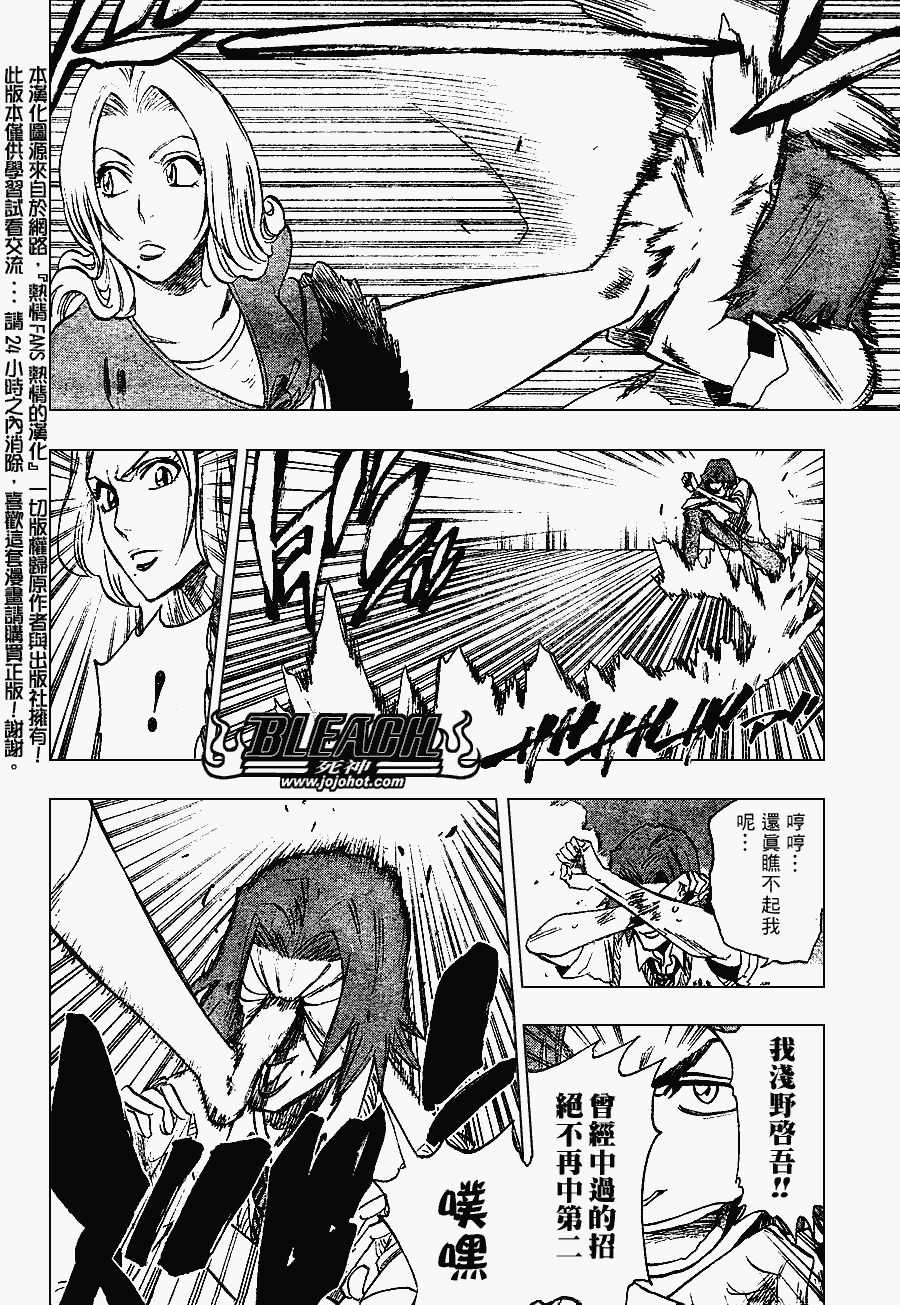 本漢化圖源來自於網路，『熱情FANS熱情的漢化』一切版權歸原作者與出版社擁有！
此版本僅供學習試看交流…請24小時之內消除，喜歡這套漫畫請購買正版！謝謝。
！
BLEACH
死神
www.jojohot.com
哼哼…
還真瞧不起我
呢…
我淺野啓吾!!
曾經中過的招
絕不再中第二
噗嘿